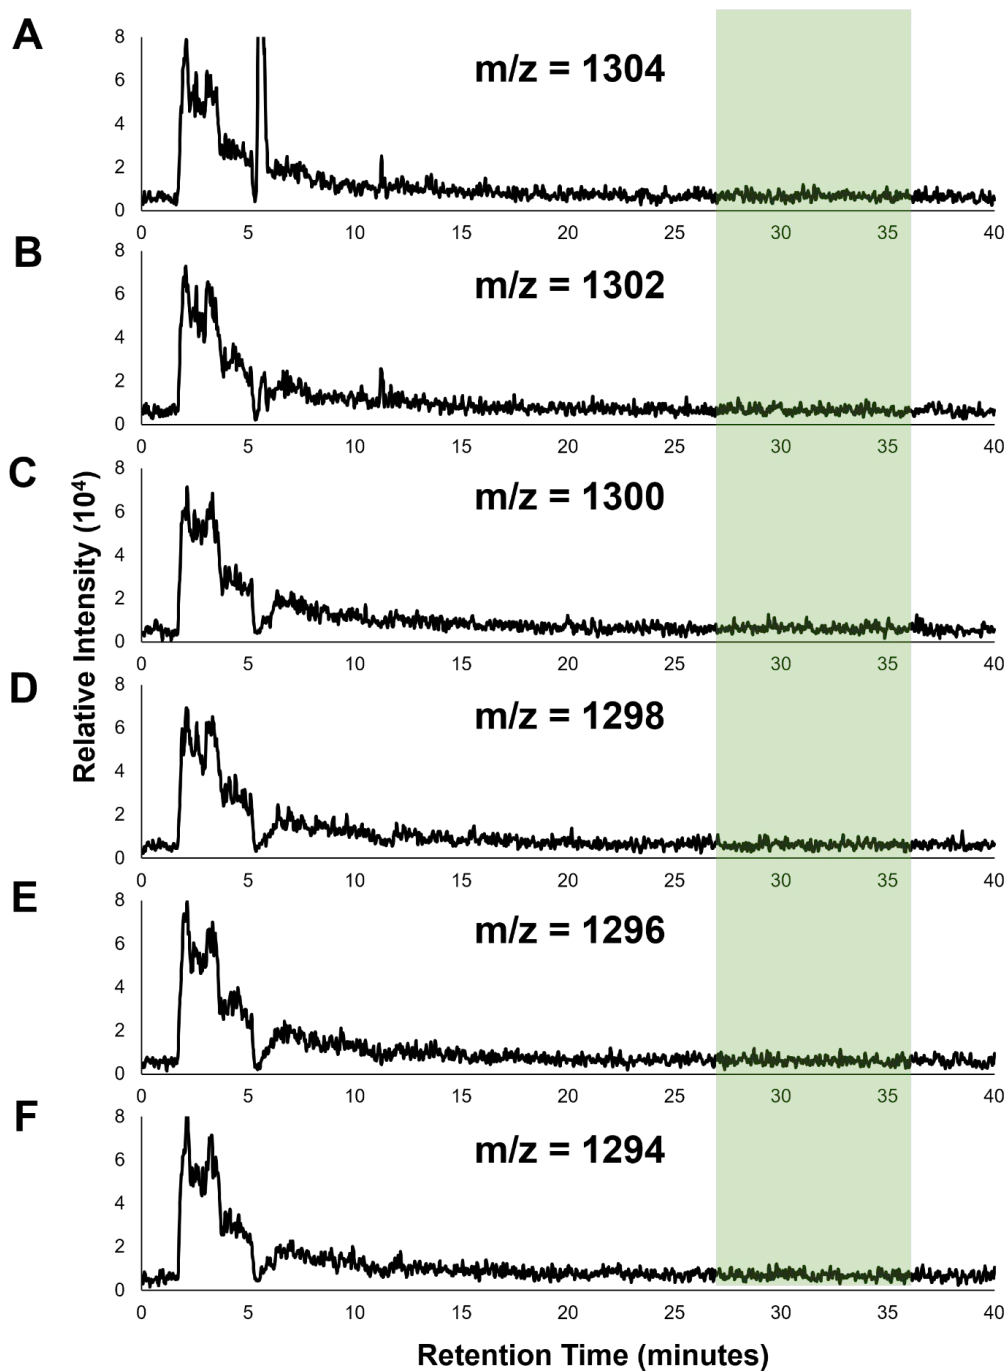 A
8
6
4
2
0
m/z = 1304
0 5 10 15 20 25 30 35 40
B
8
6
4
2
0
m/z = 1302
0 5 10 15 20 25 30 35 40
C
8
6
4
2
0
m/z = 1300
0 5 10 15 20 25 30 35 40
Relative Intensity (10⁴)
D
8
6
4
2
0
m/z = 1298
0 5 10 15 20 25 30 35 40
E
8
6
4
2
0
m/z = 1296
0 5 10 15 20 25 30 35 40
F
8
6
4
2
0
m/z = 1294
0 5 10 15 20 25 30 35 40
Retention Time (minutes)